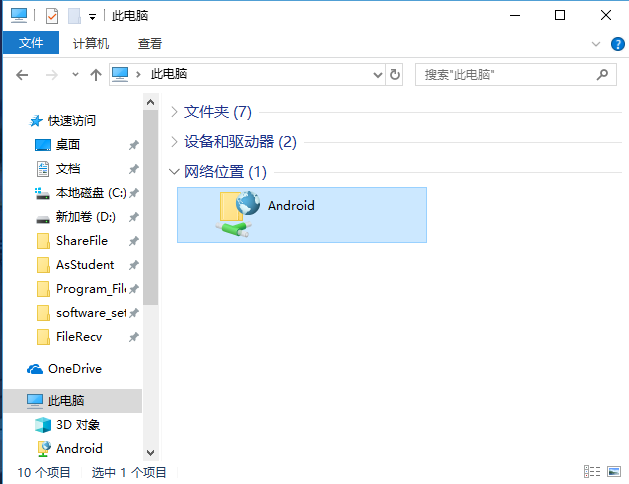 此电脑
文件 计算机 查看
此电脑 搜索"此电脑"
快速访问
桌面
文档
本地磁盘 (C:)
新加卷 (D:)
ShareFile
AsStudent
Program_File
software_set
FileRecv
OneDrive
此电脑
3D 对象
Android
文件夹 (7)
设备和驱动器 (2)
网络位置 (1)
Android
10 个项目 选中 1 个项目